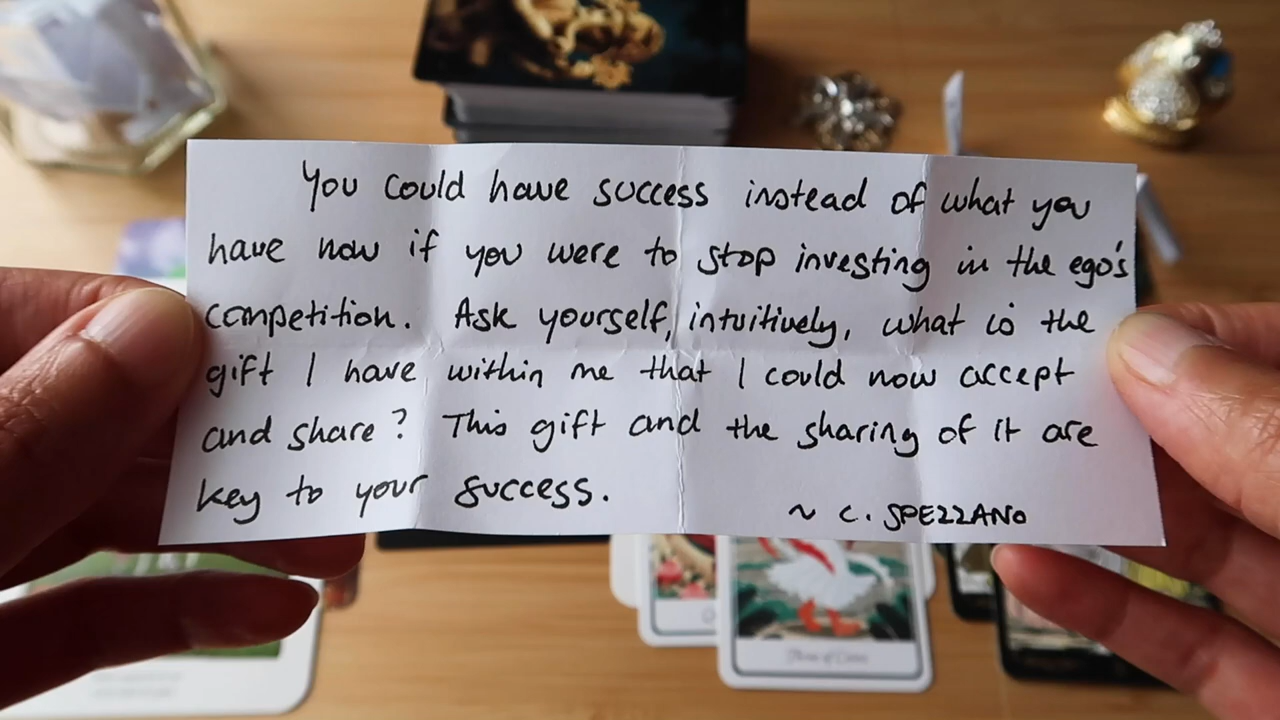 You could have success instead of what you
have now if you were to stop investing in the ego's
competition. Ask yourself, intuitively, what is the
gift I have within me that I could now accept
and share? This gift and the sharing of it are
key to your success.
~ C. SPEZZANO